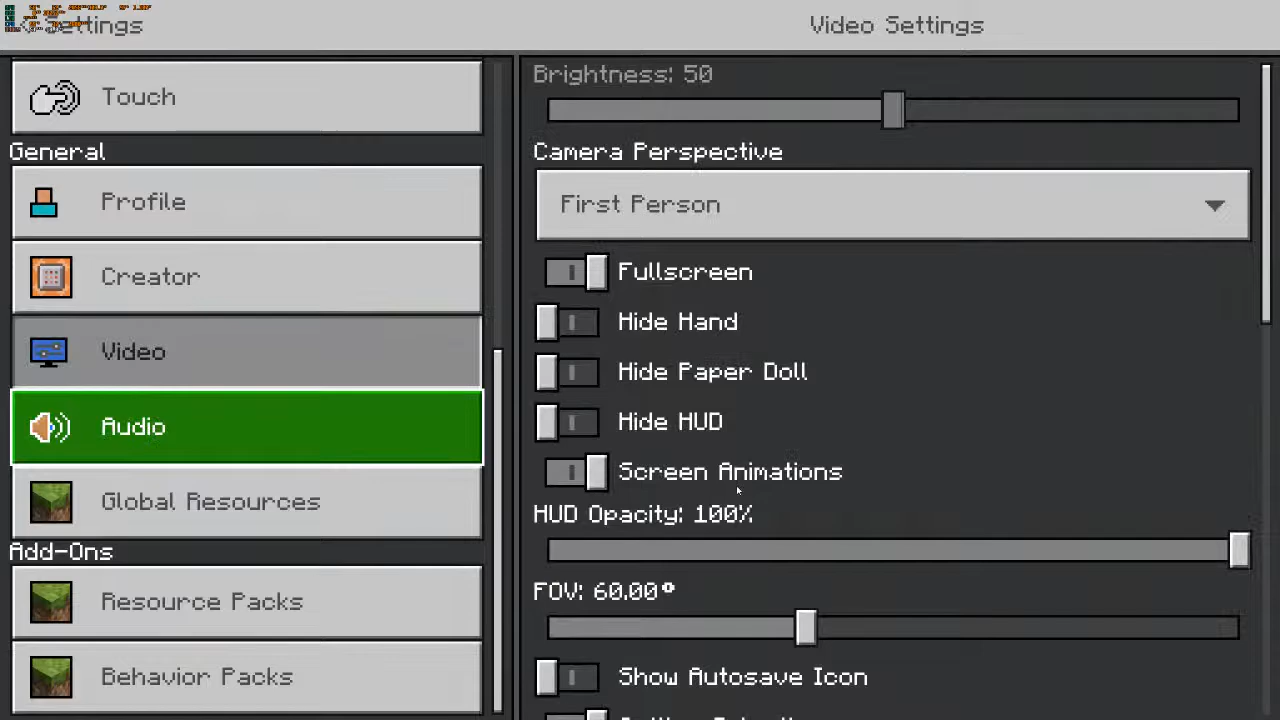 Settings
Video Settings
Touch
General
Profile
Creator
Video
Audio
Global Resources
Add-Ons
Resource Packs
Behavior Packs
Brightness: 50
Camera Perspective
First Person
Fullscreen
Hide Hand
Hide Paper Doll
Hide HUD
Screen Animations
HUD Opacity: 100%
FOV: 60.00°
Show Autosave Icon